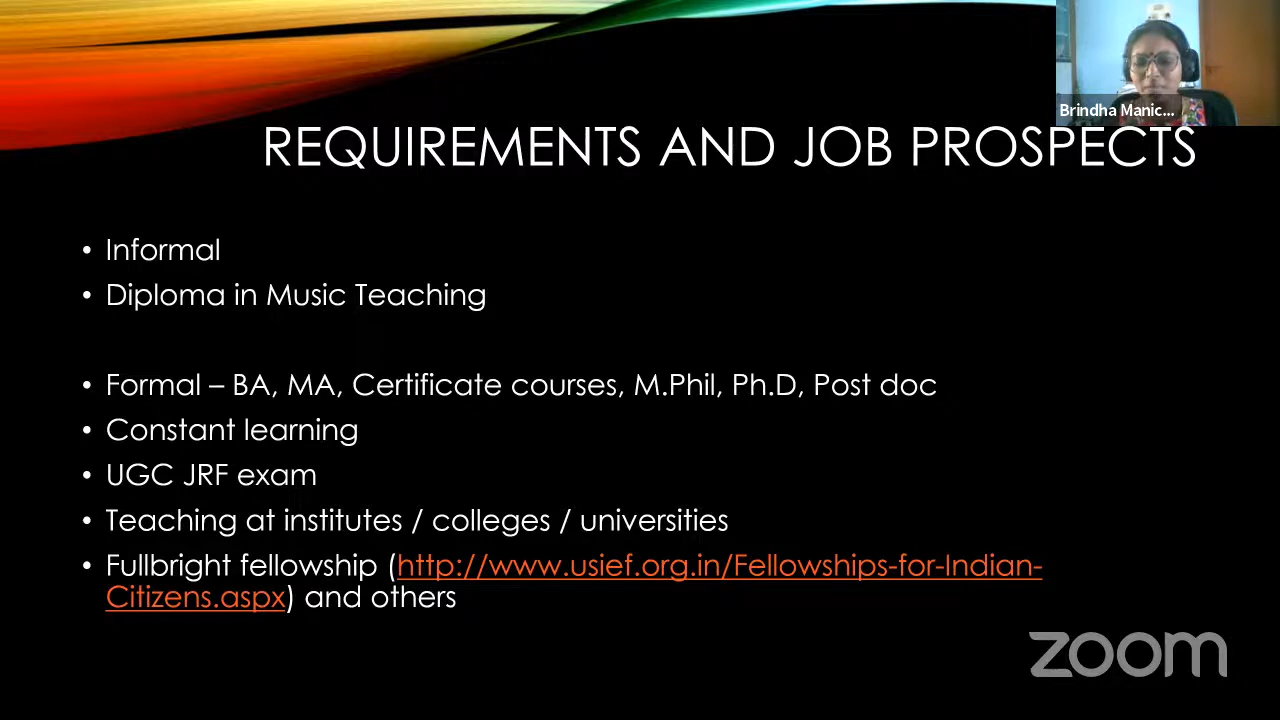 Brindha Manic...
REQUIREMENTS AND JOB PROSPECTS
• Informal
• Diploma in Music Teaching
• Formal – BA, MA, Certificate courses, M.Phil, Ph.D, Post doc
• Constant learning
• UGC JRF exam
• Teaching at institutes / colleges / universities
• Fullbright fellowship (http://www.usief.org.in/Fellowships-for-Indian-
Citizens.aspx) and others
zoom